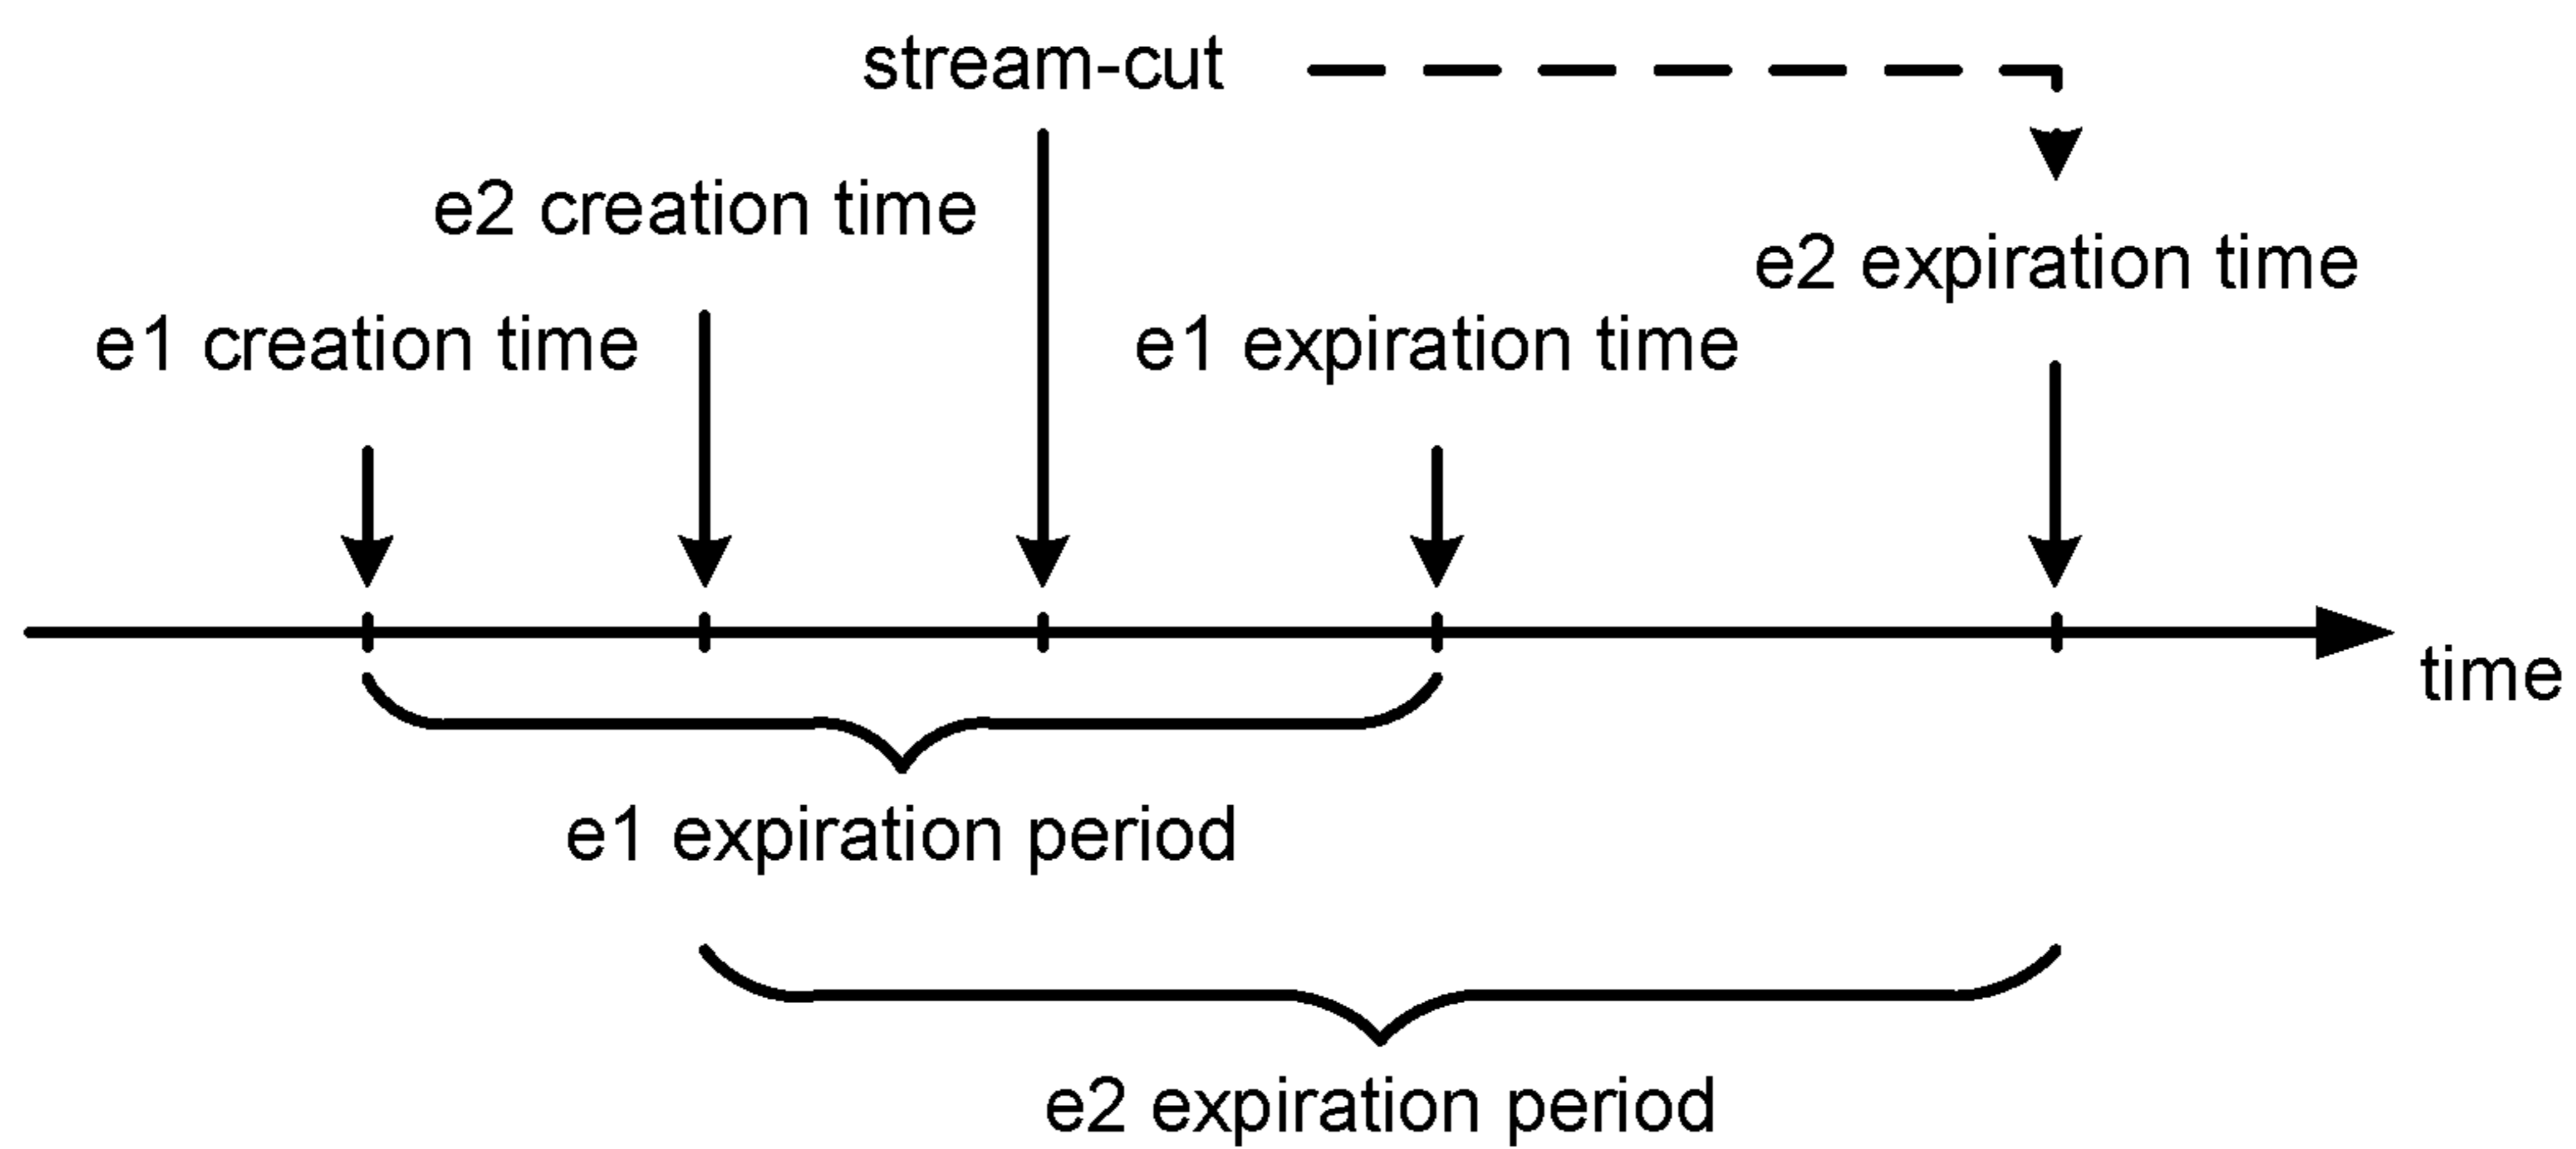 stream-cut
e2 creation time
e2 expiration time
e1 creation time
e1 expiration time
time
e1 expiration period
e2 expiration period